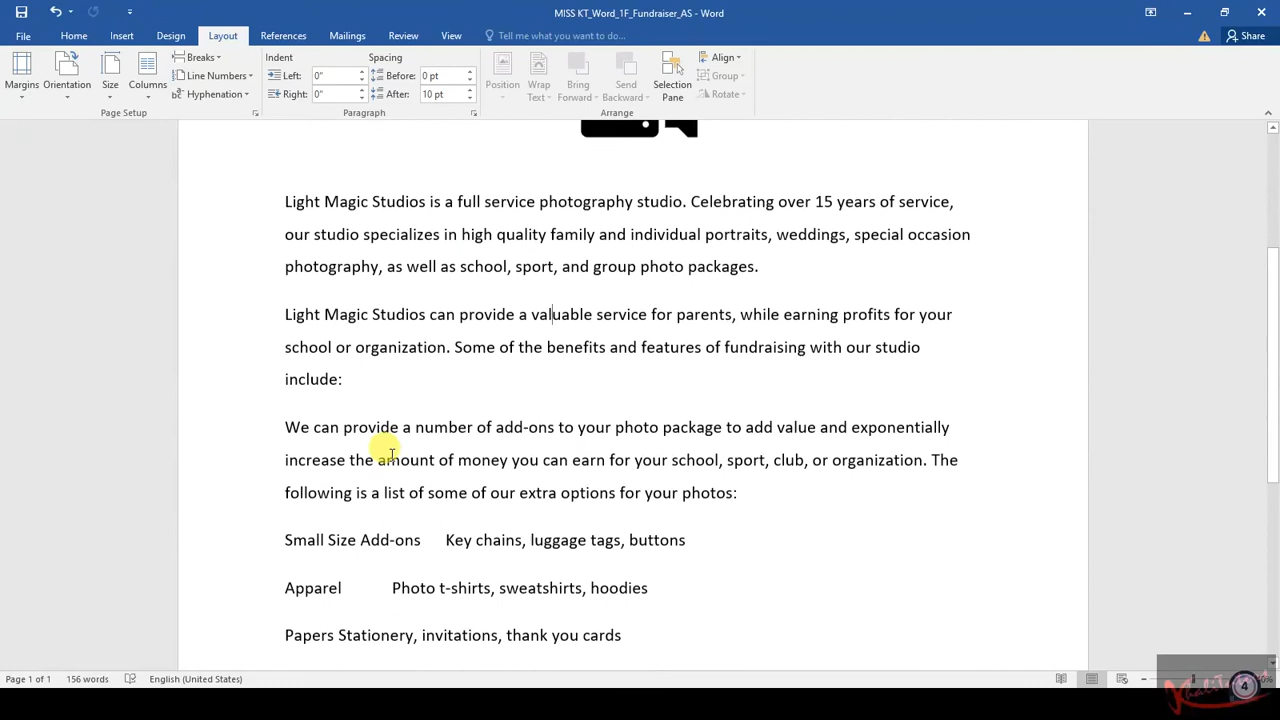 MISS KT_Word_1F_Fundraiser_AS - Word
File Home Insert Design Layout References Mailings Review View Tell me what you want to do... Share
Margins Orientation Size Columns Breaks Line Numbers Hyphenation
Page Setup
Indent Spacing
Left: 0" Before: 0 pt
Right: 0" After: 10 pt
Paragraph
Position Wrap Text Bring Forward Send Backward Selection Pane Align Group Rotate
Arrange
Light Magic Studios is a full service photography studio. Celebrating over 15 years of service,
our studio specializes in high quality family and individual portraits, weddings, special occasion
photography, as well as school, sport, and group photo packages.
Light Magic Studios can provide a valuable service for parents, while earning profits for your
school or organization. Some of the benefits and features of fundraising with our studio
include:
We can provide a number of add-ons to your photo package to add value and exponentially
increase the amount of money you can earn for your school, sport, club, or organization. The
following is a list of some of our extra options for your photos:
Small Size Add-ons Key chains, luggage tags, buttons
Apparel Photo t-shirts, sweatshirts, hoodies
Papers Stationery, invitations, thank you cards
Page 1 of 1 156 words English (United States)
4